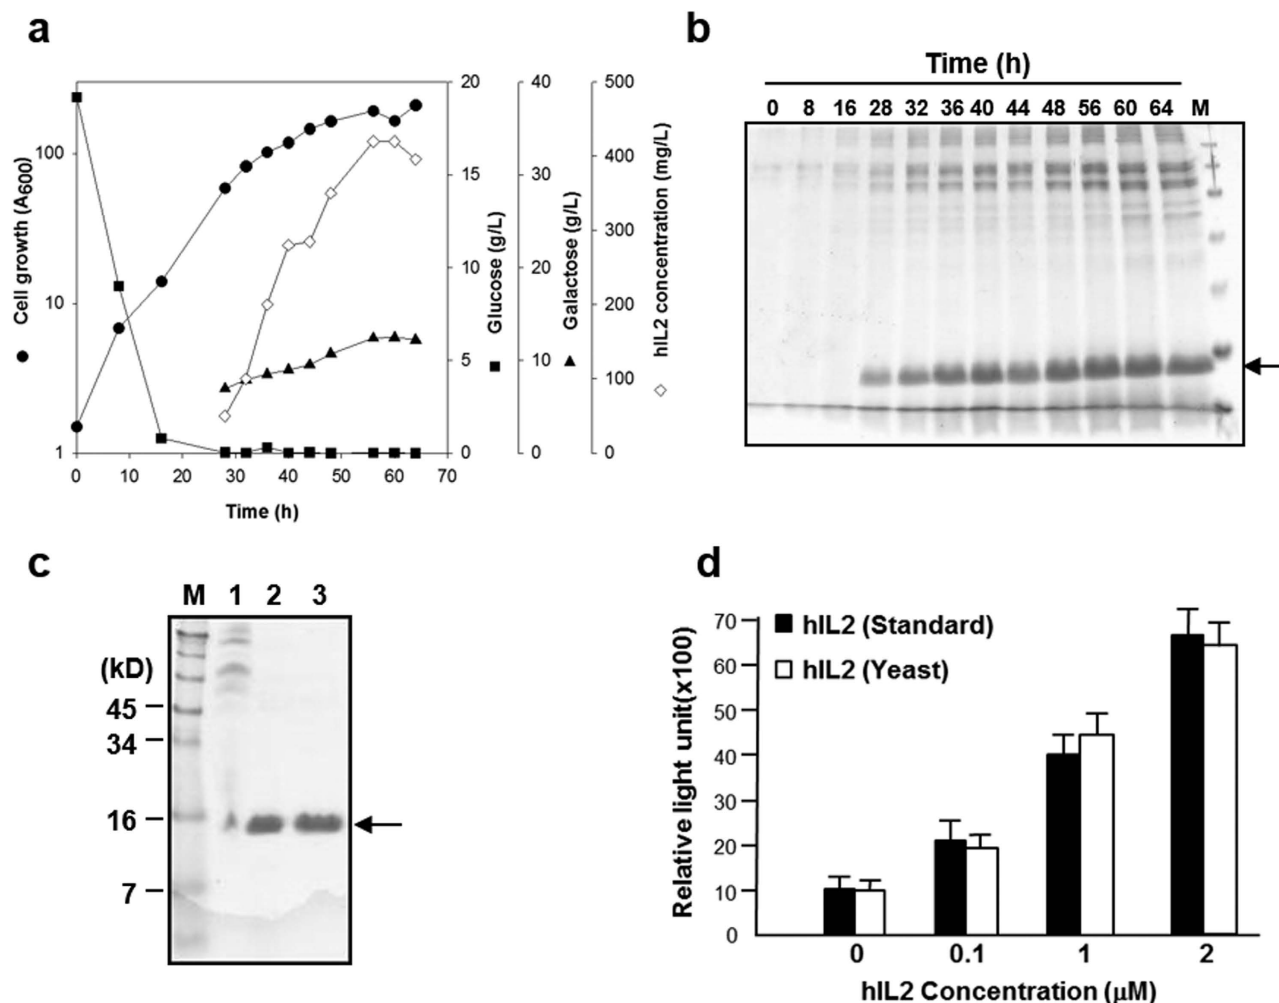 a
Cell growth (A600)
100
10
1
0 10 20 30 40 50 60 70
Time (h)
20
15
10
5
0
Glucose (g/L)
40
30
20
10
0
Galactose (g/L)
500
400
300
200
100
0
hIL2 concentration (mg/L)
b
Time (h)
0 8 16 28 32 36 40 44 48 56 60 64 M
c
M 1 2 3
(kD)
45
34
16
7
d
Relative light unit(x100)
70
60
50
40
30
20
10
0
hIL2 (Standard)
hIL2 (Yeast)
0 0.1 1 2
hIL2 Concentration (μM)